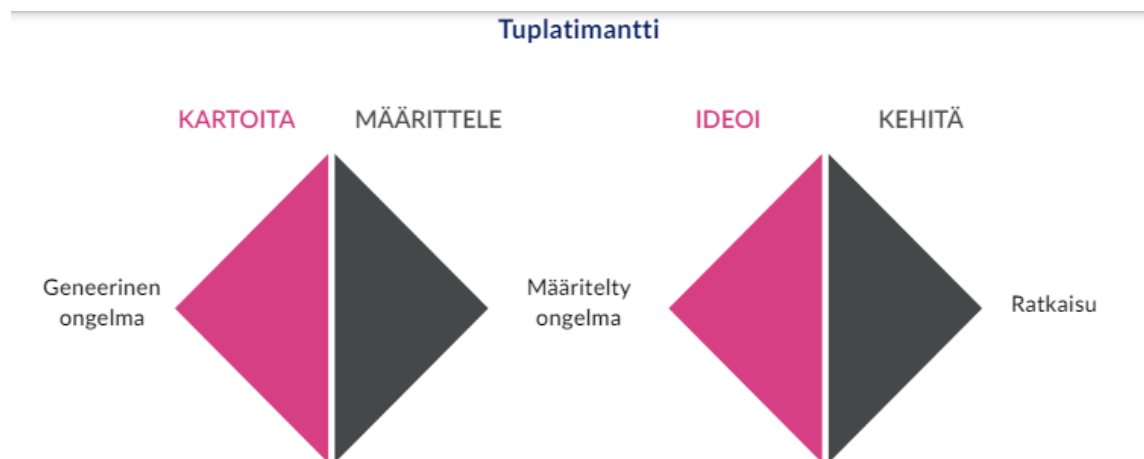 Tuplatimantti
KARTOITA MÄÄRITTELE IDEOI KEHITÄ
Geneerinen
ongelma
Määritelty
ongelma
Ratkaisu